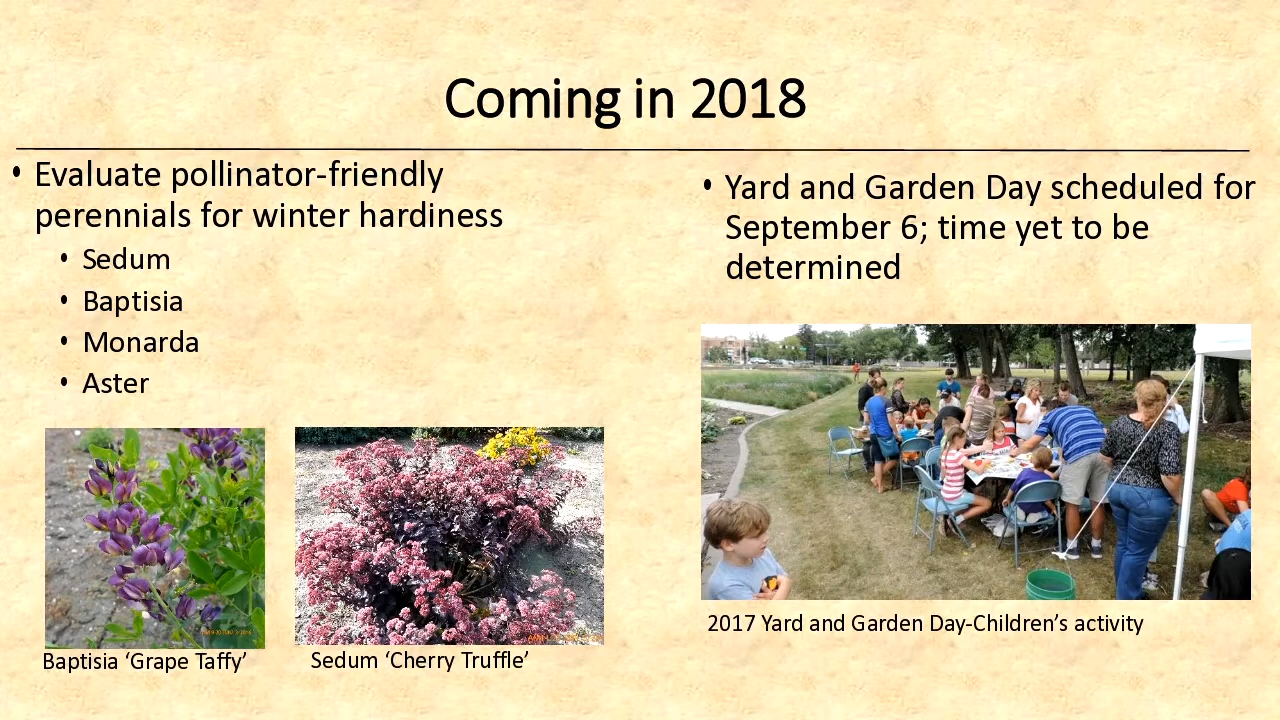 Coming in 2018
• Evaluate pollinator-friendly
perennials for winter hardiness
• Sedum
• Baptisia
• Monarda
• Aster
Baptisia ‘Grape Taffy’
Sedum ‘Cherry Truffle’
• Yard and Garden Day scheduled for
September 6; time yet to be
determined
2017 Yard and Garden Day-Children’s activity